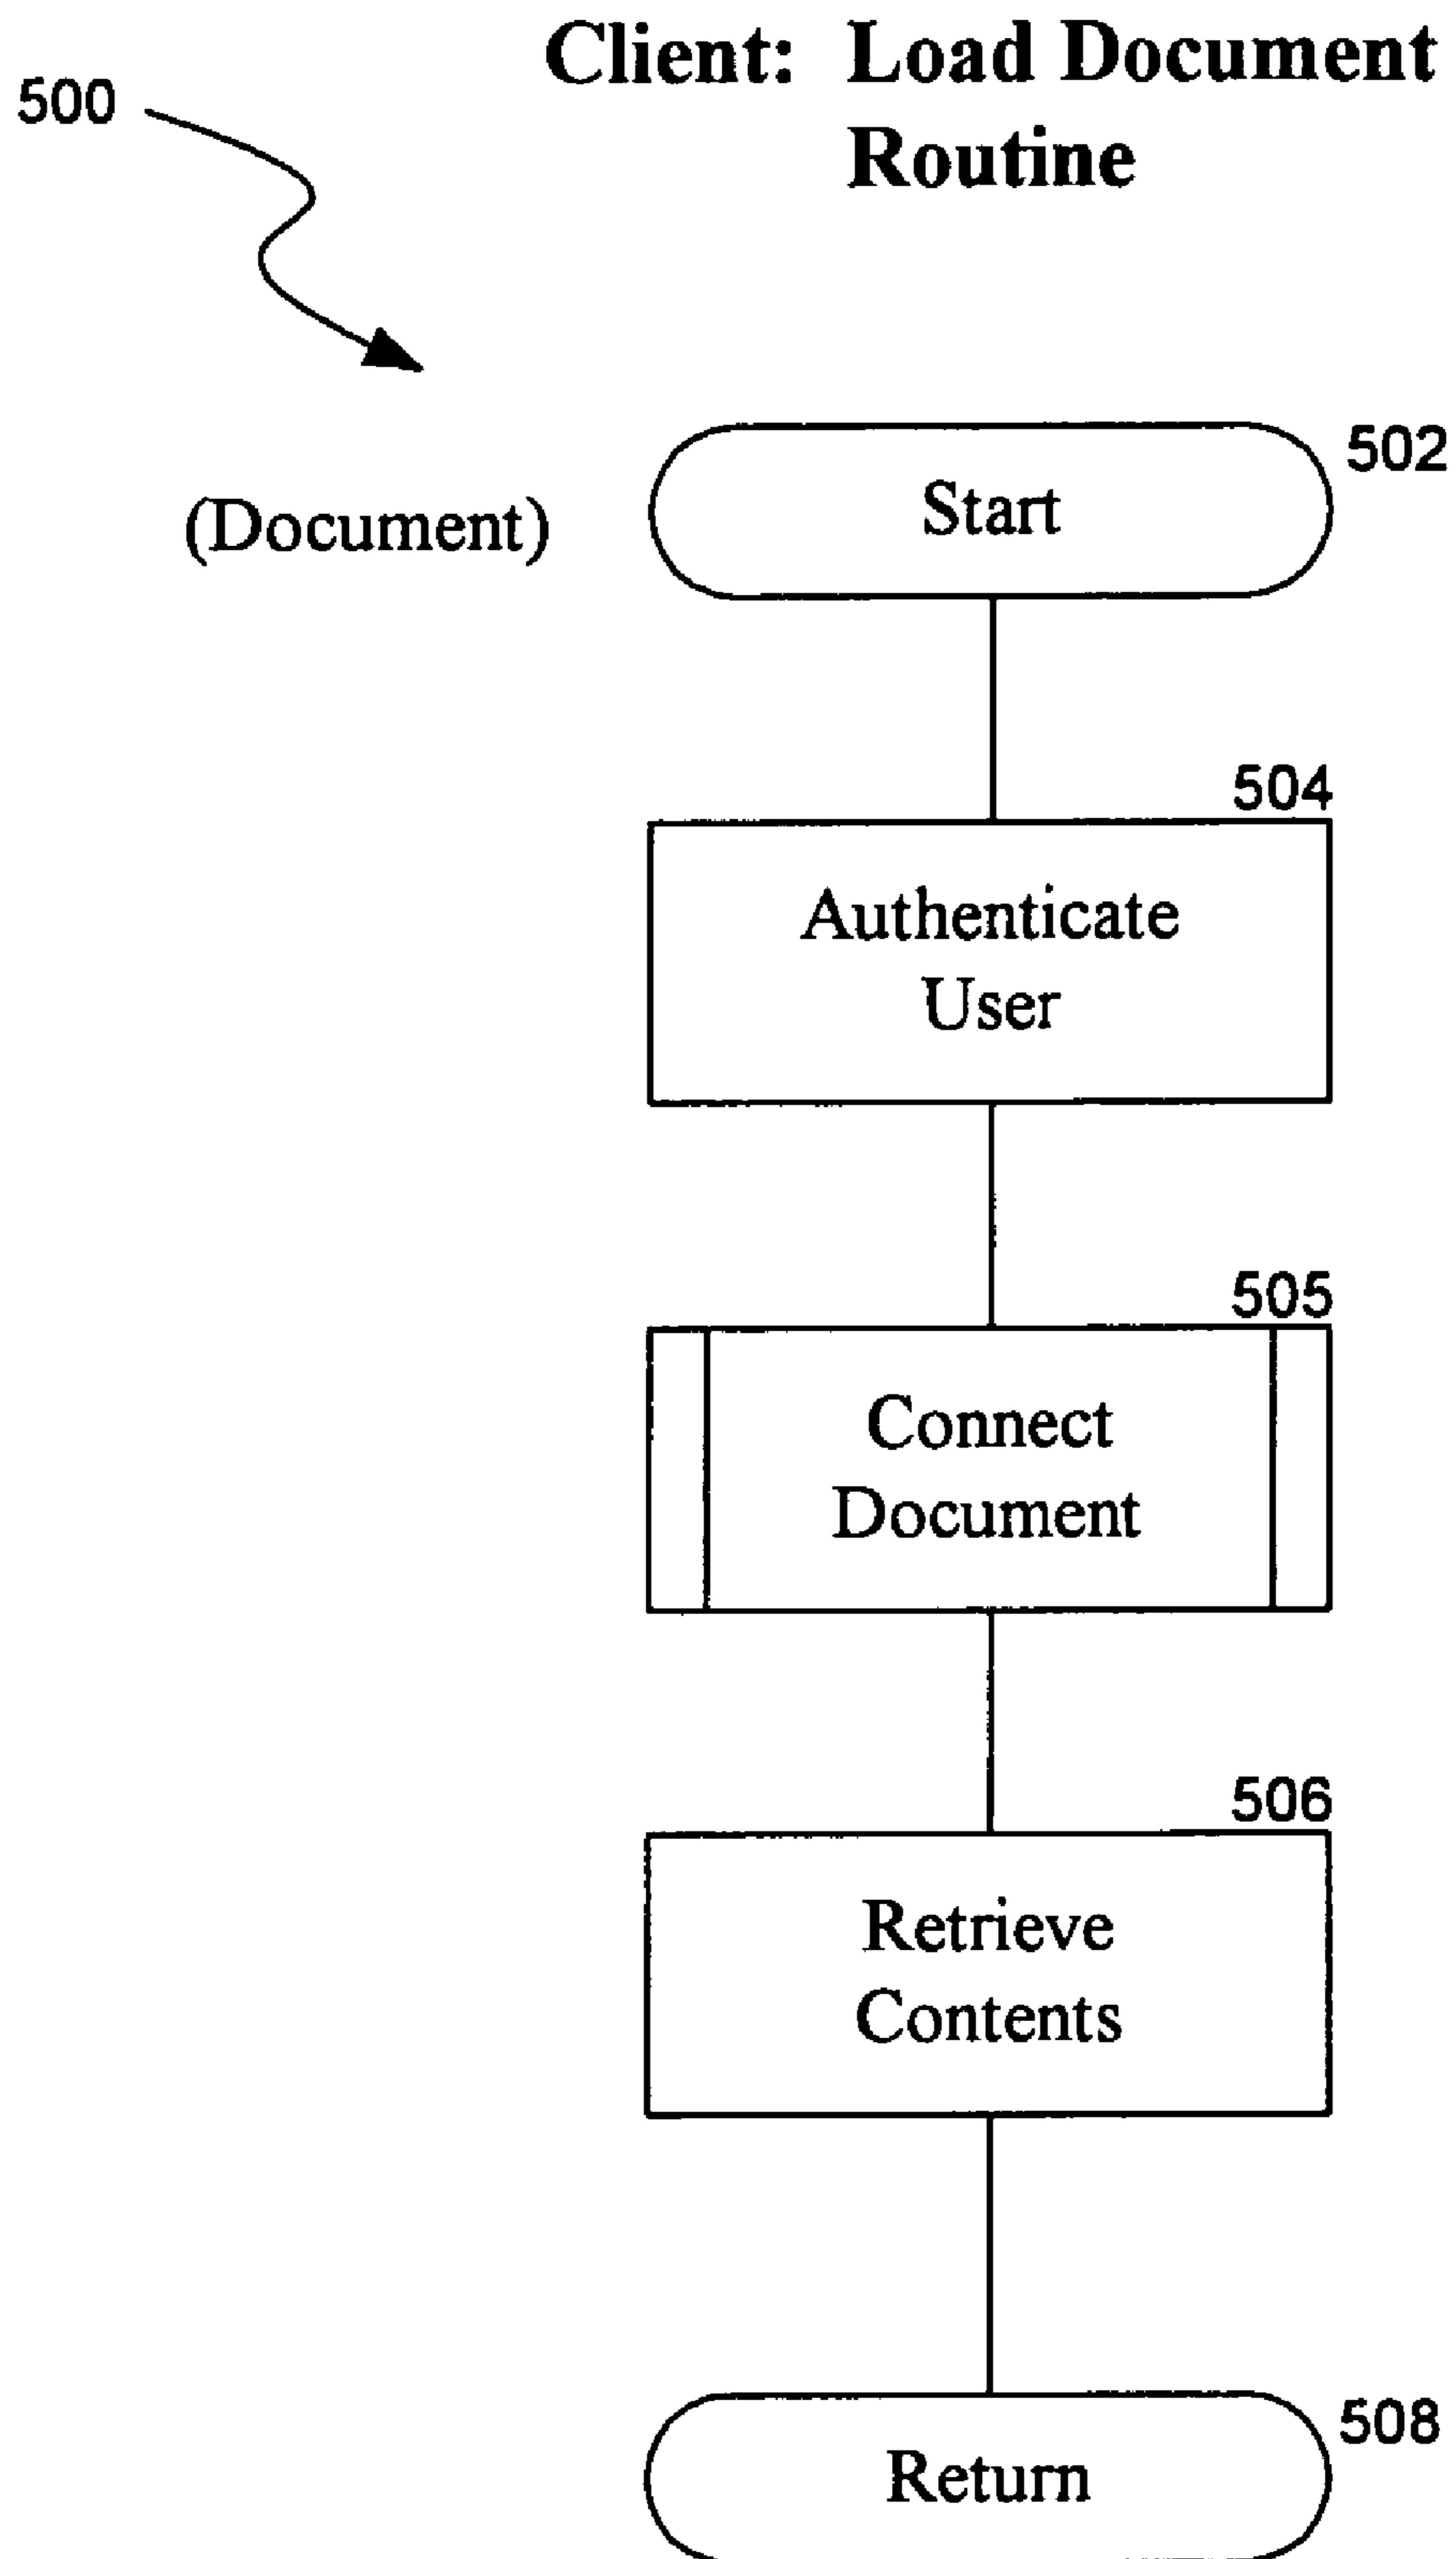 Client: Load Document
Routine
500
502
(Document)
Start
504
Authenticate
User
505
Connect
Document
506
Retrieve
Contents
508
Return